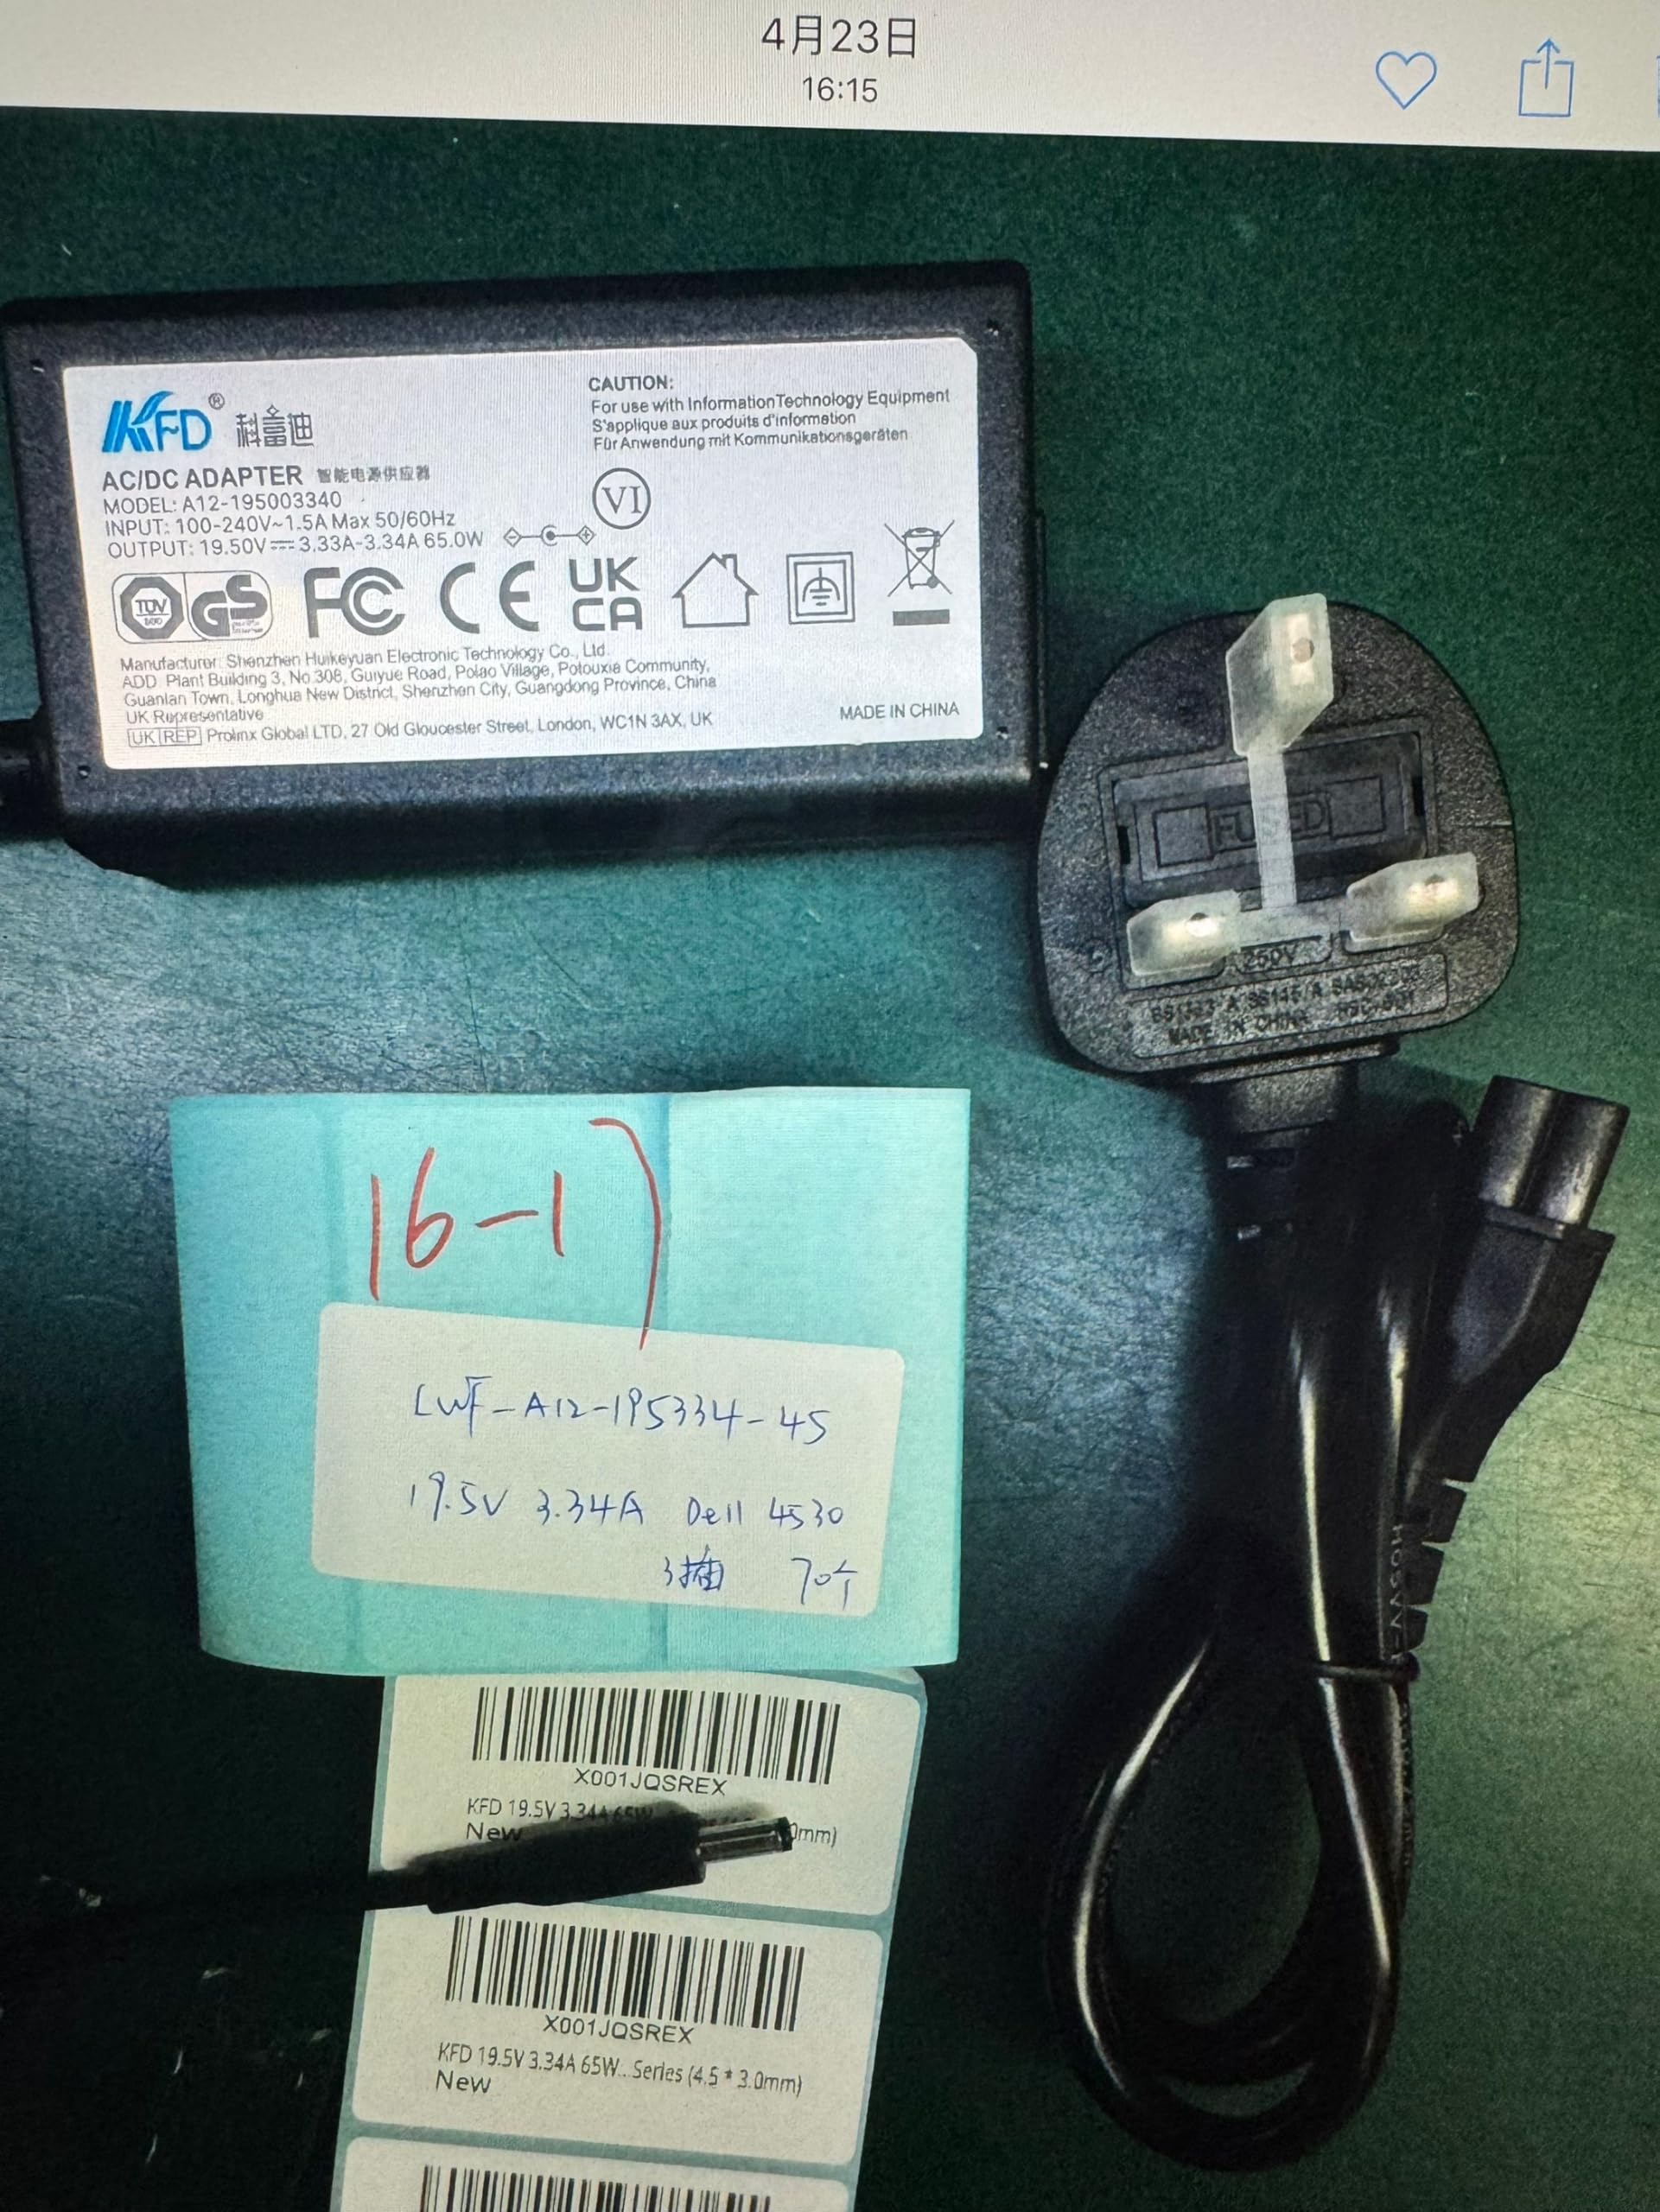 4月23日
16:15
KFD® 科富迪
AC/DC ADAPTER 智能电源供应器
MODEL: A12-195003340
INPUT: 100-240V~1.5A Max 50/60Hz
OUTPUT: 19.50V⎓3.33A-3.34A 65.0W
CAUTION:
For use with Information Technology Equipment
S'applique aux produits d'information
Für Anwendung mit Kommunikationsgeräten
VI
TÜV
GS
FC
CE
UK
CA
Manufacturer: Shenzhen Huikeyuan Electronic Technology Co., Ltd.
ADD. Plant Building 3, No.308, Guiyue Road, Polao Village, Potouxia Community,
Guanlan Town, Longhua New District, Shenzhen City, Guangdong Province, China
UK Representative
UK REP Prolinx Global LTD, 27 Old Gloucester Street, London, WC1N 3AX, UK
MADE IN CHINA
FUSED
250V
MADE IN CHINA
16-1)
LWF-A12-195334-45
19.5V 3.34A Dell 4530
3插 70个
X001JQSREX
KFD 19.5V 3.34A 65W 0mm)
New
X001JQSREX
KFD 19.5V 3.34A 65W...Series (4.5 * 3.0mm)
New